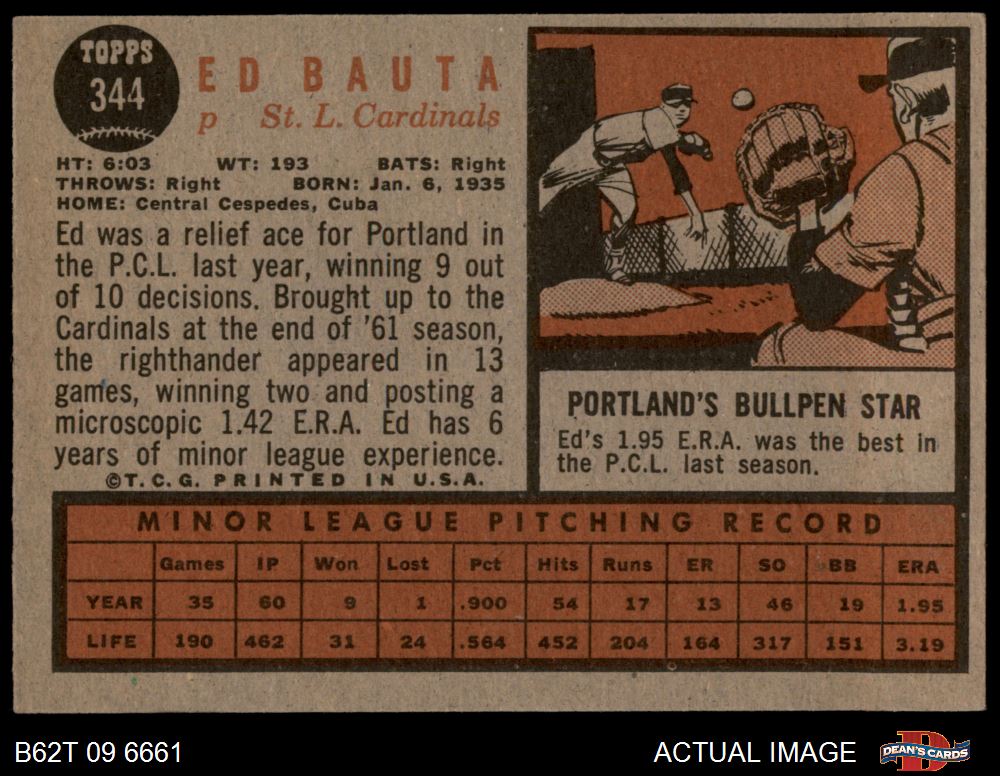 TOPPS
344
ED BAUTA
p St. L. Cardinals
HT: 6:03 WT: 193 BATS: Right
THROWS: Right BORN: Jan. 6, 1935
HOME: Central Cespedes, Cuba
Ed was a relief ace for Portland in
the P.C.L. last year, winning 9 out
of 10 decisions. Brought up to the
Cardinals at the end of '61 season,
the righthander appeared in 13
games, winning two and posting a
microscopic 1.42 E.R.A. Ed has 6
years of minor league experience.
©T.C.G. PRINTED IN U.S.A.
PORTLAND'S BULLPEN STAR
Ed's 1.95 E.R.A. was the best in
the P.C.L. last season.
MINOR LEAGUE PITCHING RECORD
Games IP Won Lost Pct Hits Runs ER SO BB ERA
YEAR 35 60 9 1 .900 54 17 13 46 19 1.95
LIFE 190 462 31 24 .564 452 204 164 317 151 3.19
B62T 09 6661 ACTUAL IMAGE DEAN'S CARDS